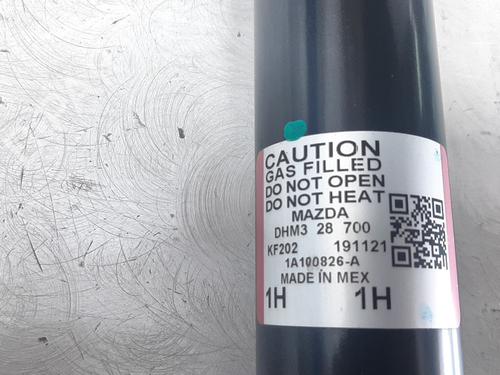 CAUTION
GAS FILLED
DO NOT OPEN
DO NOT HEAT
MAZDA
DHM3 28 700
KF202 191121
1A100826-A
MADE IN MEX
1H 1H